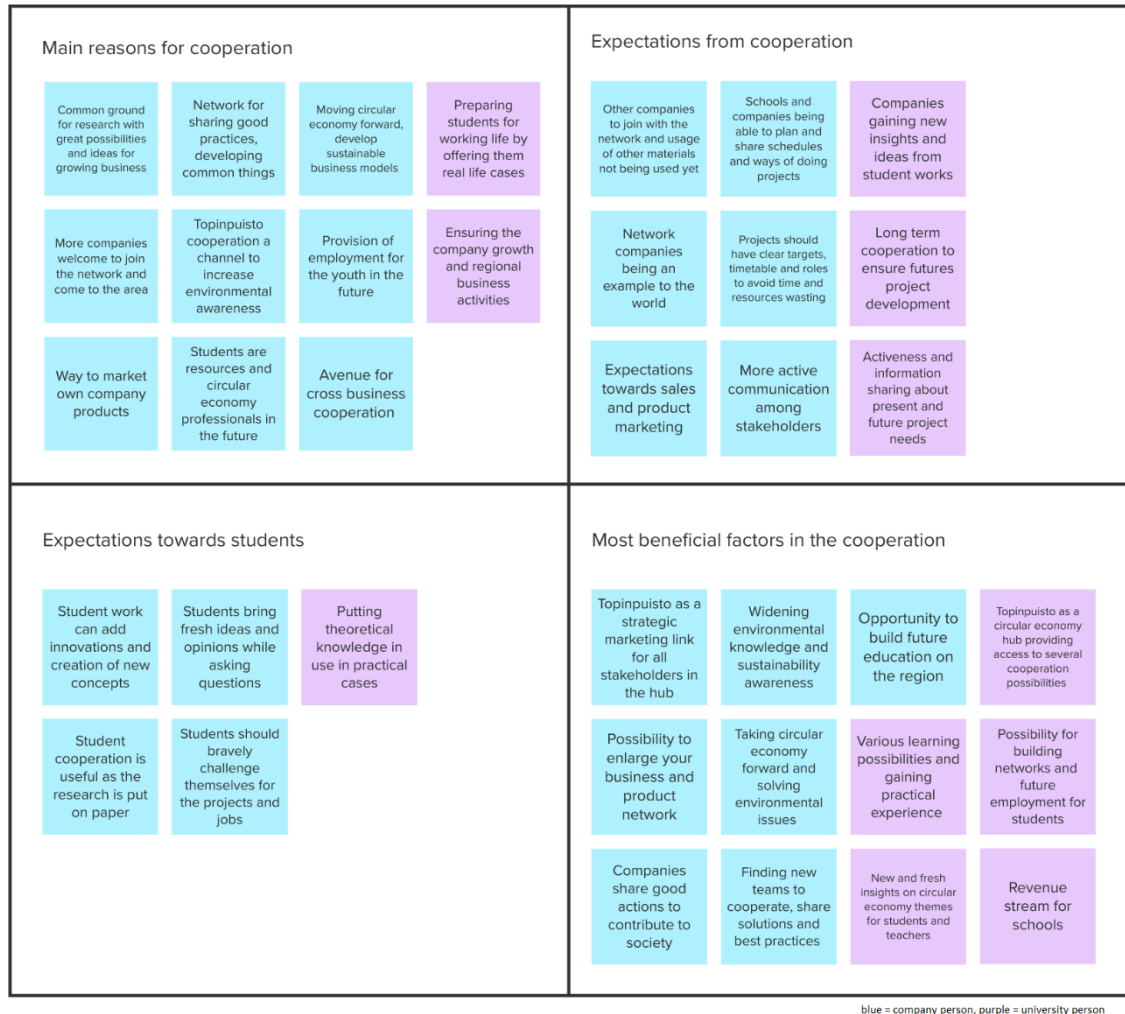 Main reasons for cooperation
Common ground
for research with
great possibilities
and ideas for
growing business
Network for
sharing good
practices,
developing
common things
Moving circular
economy forward,
develop
sustainable
business models
Preparing
students for
working life by
offering them
real life cases
More companies
welcome to join
the network and
come to the area
Topinpuisto
cooperation a
channel to
increase
environmental
awareness
Provision of
employment for
the youth in the
future
Ensuring the
company growth
and regional
business
activities
Way to market
own company
products
Students are
resources and
circular
economy
professionals in
the future
Avenue for
cross business
cooperation
Expectations from cooperation
Other companies
to join with the
network and usage
of other materials
not being used yet
Schools and
companies being
able to plan and
share schedules
and ways of doing
projects
Companies
gaining new
insights and
ideas from
student works
Network
companies
being an
example to the
world
Projects should
have clear targets,
timetable and roles
to avoid time and
resources wasting
Long term
cooperation to
ensure futures
project
development
Expectations
towards sales
and product
marketing
More active
communication
among
stakeholders
Activeness and
information
sharing about
present and
future project
needs
Expectations towards students
Student work
can add
innovations and
creation of new
concepts
Students bring
fresh ideas and
opinions while
asking
questions
Putting
theoretical
knowledge in
use in practical
cases
Student
cooperation is
useful as the
research is put
on paper
Students should
bravely
challenge
themselves for
the projects and
jobs
Most beneficial factors in the cooperation
Topinpuisto as a
strategic
marketing link
for all
stakeholders in
the hub
Widening
environmental
knowledge and
sustainability
awareness
Opportunity to
build future
education on
the region
Topinpuisto as a
circular economy
hub providing
access to several
cooperation
possibilities
Possibility to
enlarge your
business and
product
network
Taking circular
economy
forward and
solving
environmental
issues
Various learning
possibilities and
gaining
practical
experience
Possibility for
building
networks and
future
employment for
students
Companies
share good
actions to
contribute to
society
Finding new
teams to
cooperate, share
solutions and
best practices
New and fresh
insights on circular
economy themes
for students and
teachers
Revenue
stream for
schools
blue = company person, purple = university person